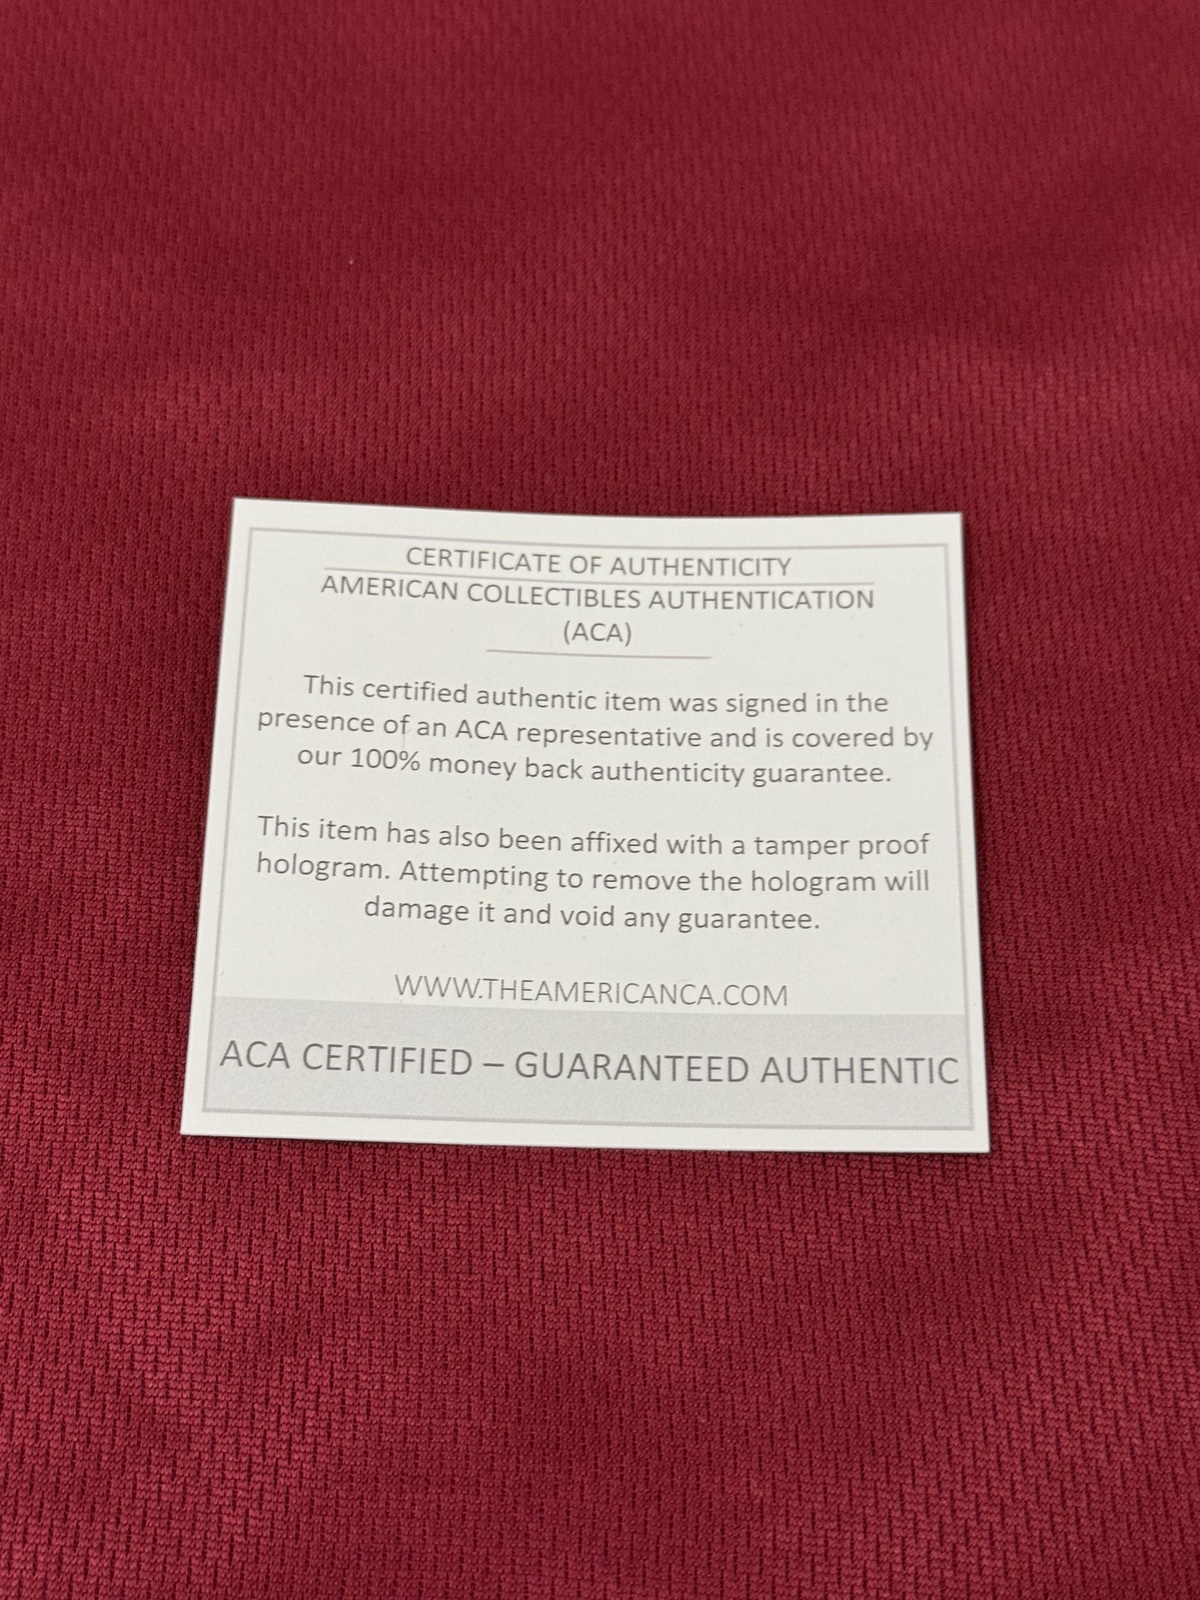 CERTIFICATE OF AUTHENTICITY
AMERICAN COLLECTIBLES AUTHENTICATION
(ACA)
This certified authentic item was signed in the
presence of an ACA representative and is covered by
our 100% money back authenticity guarantee.
This item has also been affixed with a tamper proof
hologram. Attempting to remove the hologram will
damage it and void any guarantee.
WWW.THEAMERICANCA.COM
ACA CERTIFIED – GUARANTEED AUTHENTIC